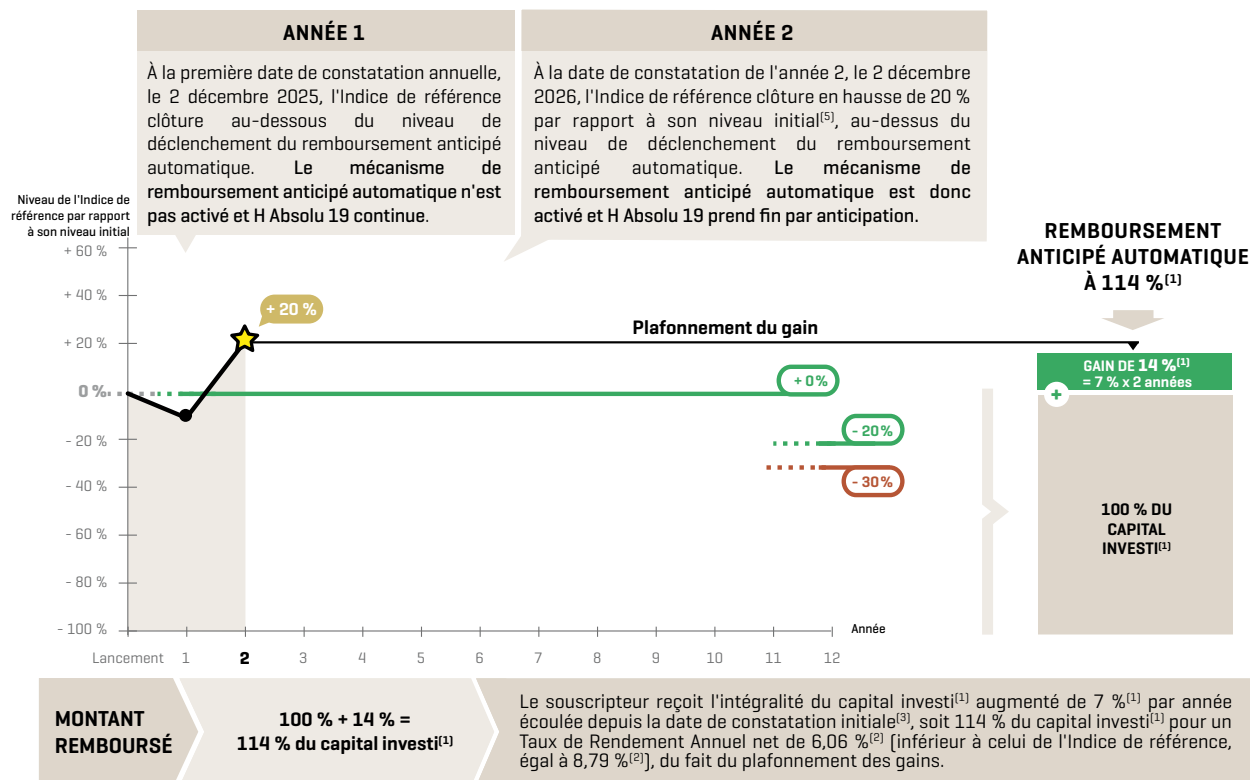 ANNÉE 1
À la première date de constatation annuelle,
le 2 décembre 2025, l'Indice de référence
clôture au-dessous du niveau de
déclenchement du remboursement anticipé
automatique. Le mécanisme de
remboursement anticipé automatique n'est
pas activé et H Absolu 19 continue.
ANNÉE 2
À la date de constatation de l'année 2, le 2 décembre
2026, l'Indice de référence clôture en hausse de 20 %
par rapport à son niveau initial(5), au-dessus du
niveau de déclenchement du remboursement
anticipé automatique. Le mécanisme de
remboursement anticipé automatique est donc
activé et H Absolu 19 prend fin par anticipation.
Niveau de l'Indice de
référence par rapport
à son niveau initial
+ 60 %
+ 40 %
+ 20 %
0 %
- 20 %
- 40 %
- 60 %
- 80 %
- 100 %
+ 20 %
Plafonnement du gain
+ 0%
- 20%
- 30%
Année
Lancement 1 2 3 4 5 6 7 8 9 10 11 12
REMBOURSEMENT
ANTICIPÉ AUTOMATIQUE
À 114 %(1)
GAIN DE 14 %(1)
= 7 % x 2 années
+
100 % DU
CAPITAL
INVESTI(1)
MONTANT
REMBOURSÉ
100 % + 14 % =
114 % du capital investi(1)
Le souscripteur reçoit l'intégralité du capital investi(1) augmenté de 7 %(1) par année
écoulée depuis la date de constatation initiale(3), soit 114 % du capital investi(1) pour un
Taux de Rendement Annuel net de 6,06 %(2) (inférieur à celui de l'Indice de référence,
égal à 8,79 %(2)), du fait du plafonnement des gains.